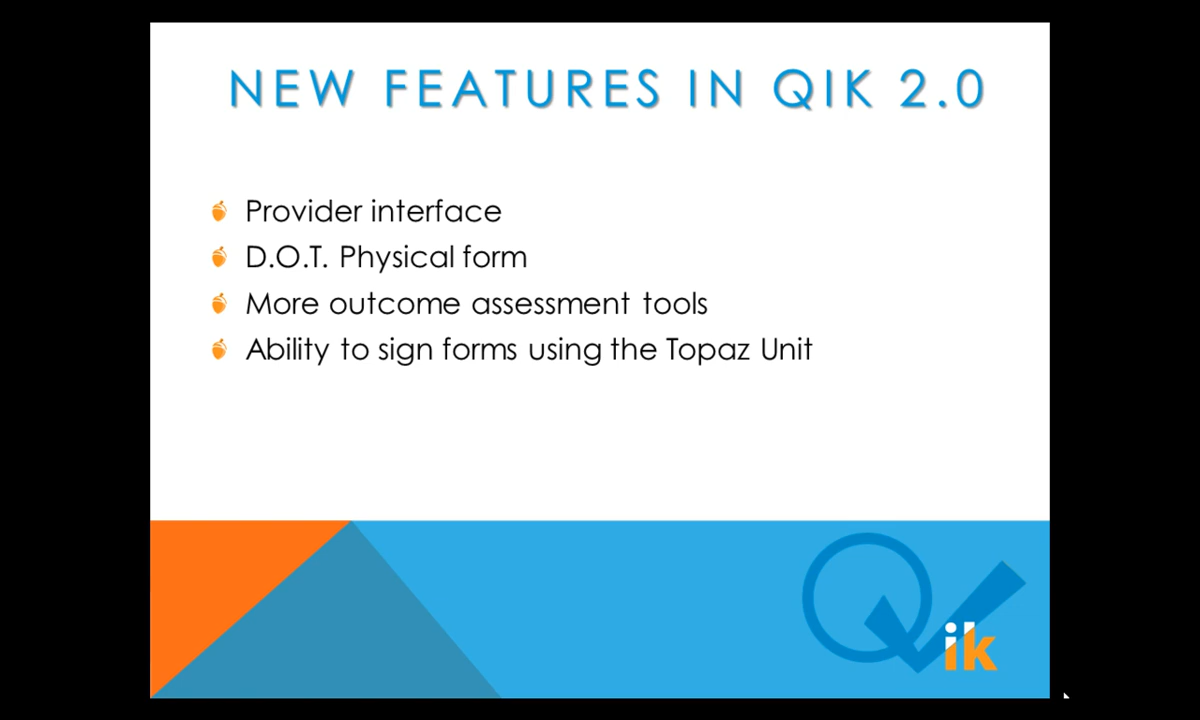 NEW FEATURES IN QIK 2.0
Provider interface
D.O.T. Physical form
More outcome assessment tools
Ability to sign forms using the Topaz Unit
Qik